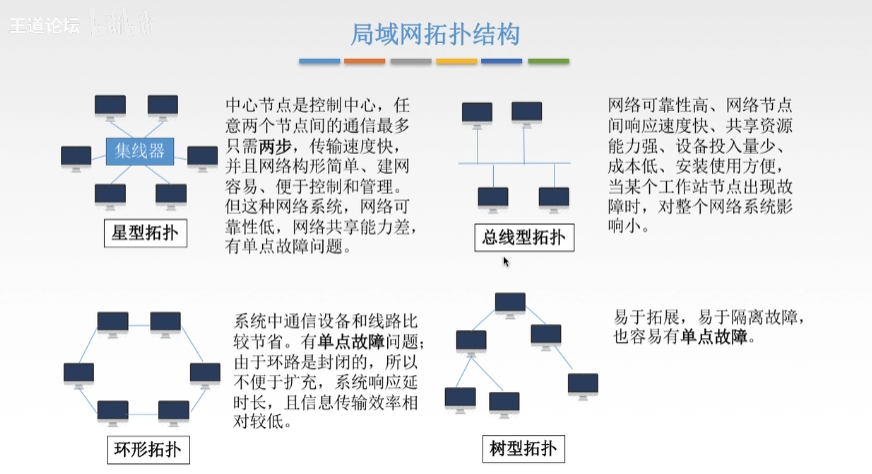 王道论坛
局域网拓扑结构
集线器
星型拓扑
中心节点是控制中心，任
意两个节点间的通信最多
只需两步，传输速度快，
并且网络构形简单、建网
容易、便于控制和管理。
但这种网络系统，网络可
靠性低，网络共享能力差，
有单点故障问题。
总线型拓扑
网络可靠性高、网络节点
间响应速度快、共享资源
能力强、设备投入量少、
成本低、安装使用方便，
当某个工作站节点出现故
障时，对整个网络系统影
响小。
环形拓扑
系统中通信设备和线路比
较节省。有单点故障问题；
由于环路是封闭的，所以
不便于扩充，系统响应延
时长，且信息传输效率相
对较低。
树型拓扑
易于拓展，易于隔离故障，
也容易有单点故障。